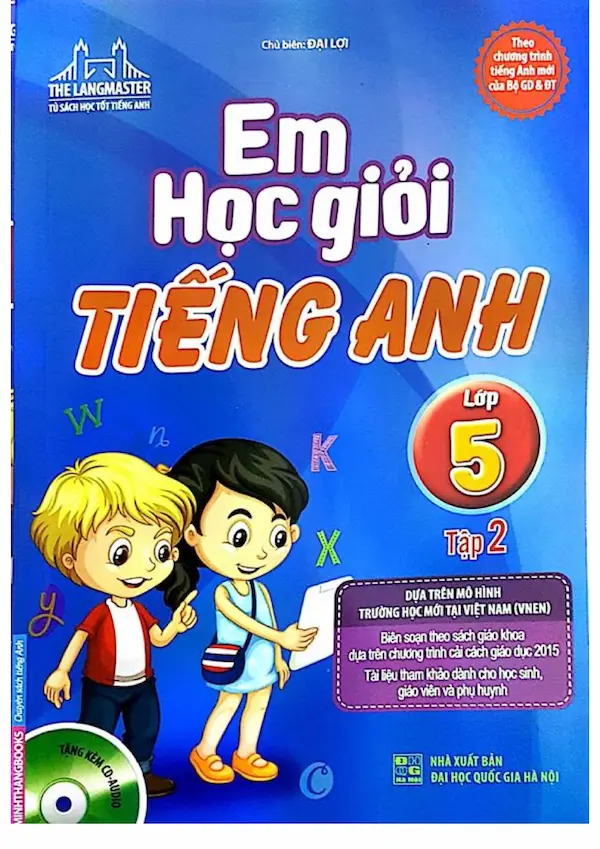 Chủ biên: ĐẠI LỢI
THE LANGMASTER
TỦ SÁCH HỌC TỐT TIẾNG ANH
Theo
chương trình
tiếng Anh mới
của Bộ GD & ĐT
Em
Học giỏi
TIẾNG ANH
Lớp
5
Tập 2
W
n
K
X
y
DỰA TRÊN MÔ HÌNH
TRƯỜNG HỌC MỚI TẠI VIỆT NAM (VNEN)
Biên soạn theo sách giáo khoa
dựa trên chương trình cải cách giáo dục 2015
Tài liệu tham khảo dành cho học sinh,
giáo viên và phụ huynh
MINHTHANGBOOKS
Chuyên sách tiếng Anh
TẶNG KÈM CD-AUDIO
C
NHÀ XUẤT BẢN
ĐẠI HỌC QUỐC GIA HÀ NỘI